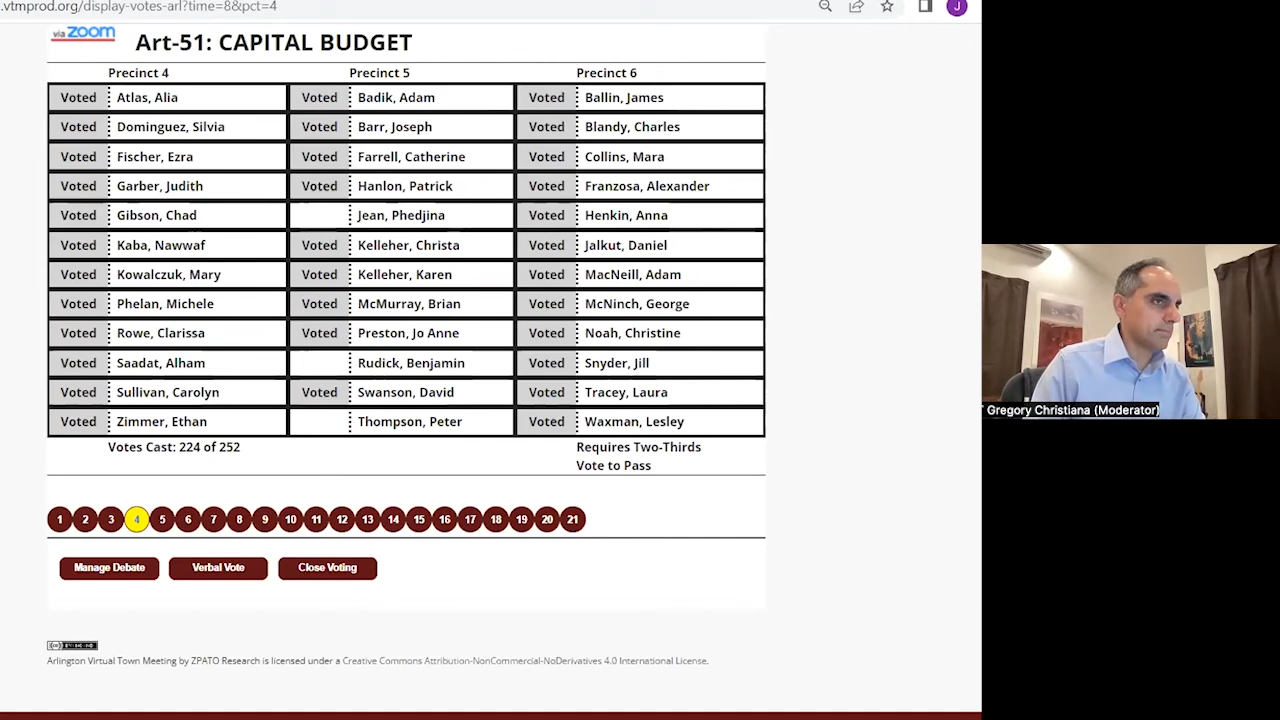 .vtmprod.org/display-votes-arl?time=8&pct=4
J
via zoom
Art-51: CAPITAL BUDGET
Precinct 4 Precinct 5 Precinct 6
Voted Atlas, Alia Voted Badik, Adam Voted Ballin, James
Voted Dominguez, Silvia Voted Barr, Joseph Voted Blandy, Charles
Voted Fischer, Ezra Voted Farrell, Catherine Voted Collins, Mara
Voted Garber, Judith Voted Hanlon, Patrick Voted Franzosa, Alexander
Voted Gibson, Chad Jean, Phedjina Voted Henkin, Anna
Voted Kaba, Nawwaf Voted Kelleher, Christa Voted Jalkut, Daniel
Voted Kowalczuk, Mary Voted Kelleher, Karen Voted MacNeill, Adam
Voted Phelan, Michele Voted McMurray, Brian Voted McNinch, George
Voted Rowe, Clarissa Voted Preston, Jo Anne Voted Noah, Christine
Voted Saadat, Alham Rudick, Benjamin Voted Snyder, Jill
Voted Sullivan, Carolyn Voted Swanson, David Voted Tracey, Laura
Voted Zimmer, Ethan Thompson, Peter Voted Waxman, Lesley
Votes Cast: 224 of 252 Requires Two-Thirds
Vote to Pass
1 2 3 4 5 6 7 8 9 10 11 12 13 14 15 16 17 18 19 20 21
Manage Debate Verbal Vote Close Voting
Arlington Virtual Town Meeting by ZPATO Research is licensed under a Creative Commons Attribution-NonCommercial-NoDerivatives 4.0 International License.
Gregory Christiana (Moderator)